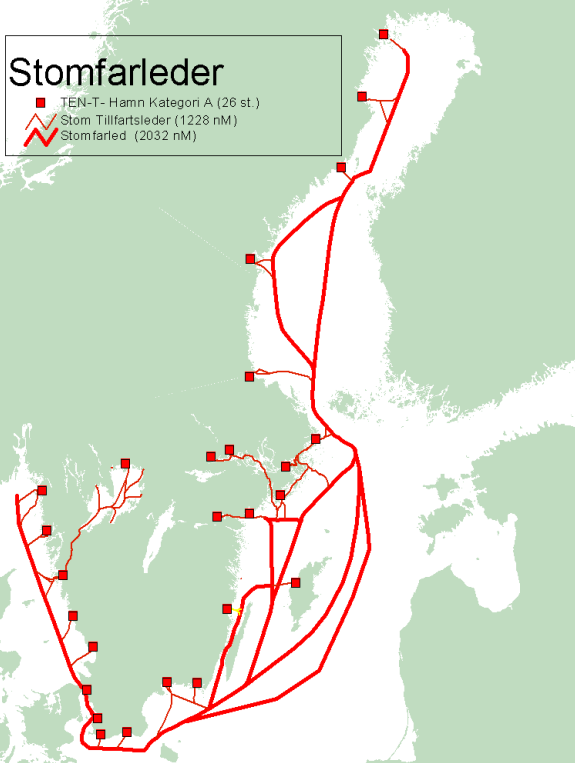 Stomfarleder
TEN-T- Hamn Kategori A (26 st.)
Stom Tillfartsleder (1228 nM)
Stomfarled (2032 nM)